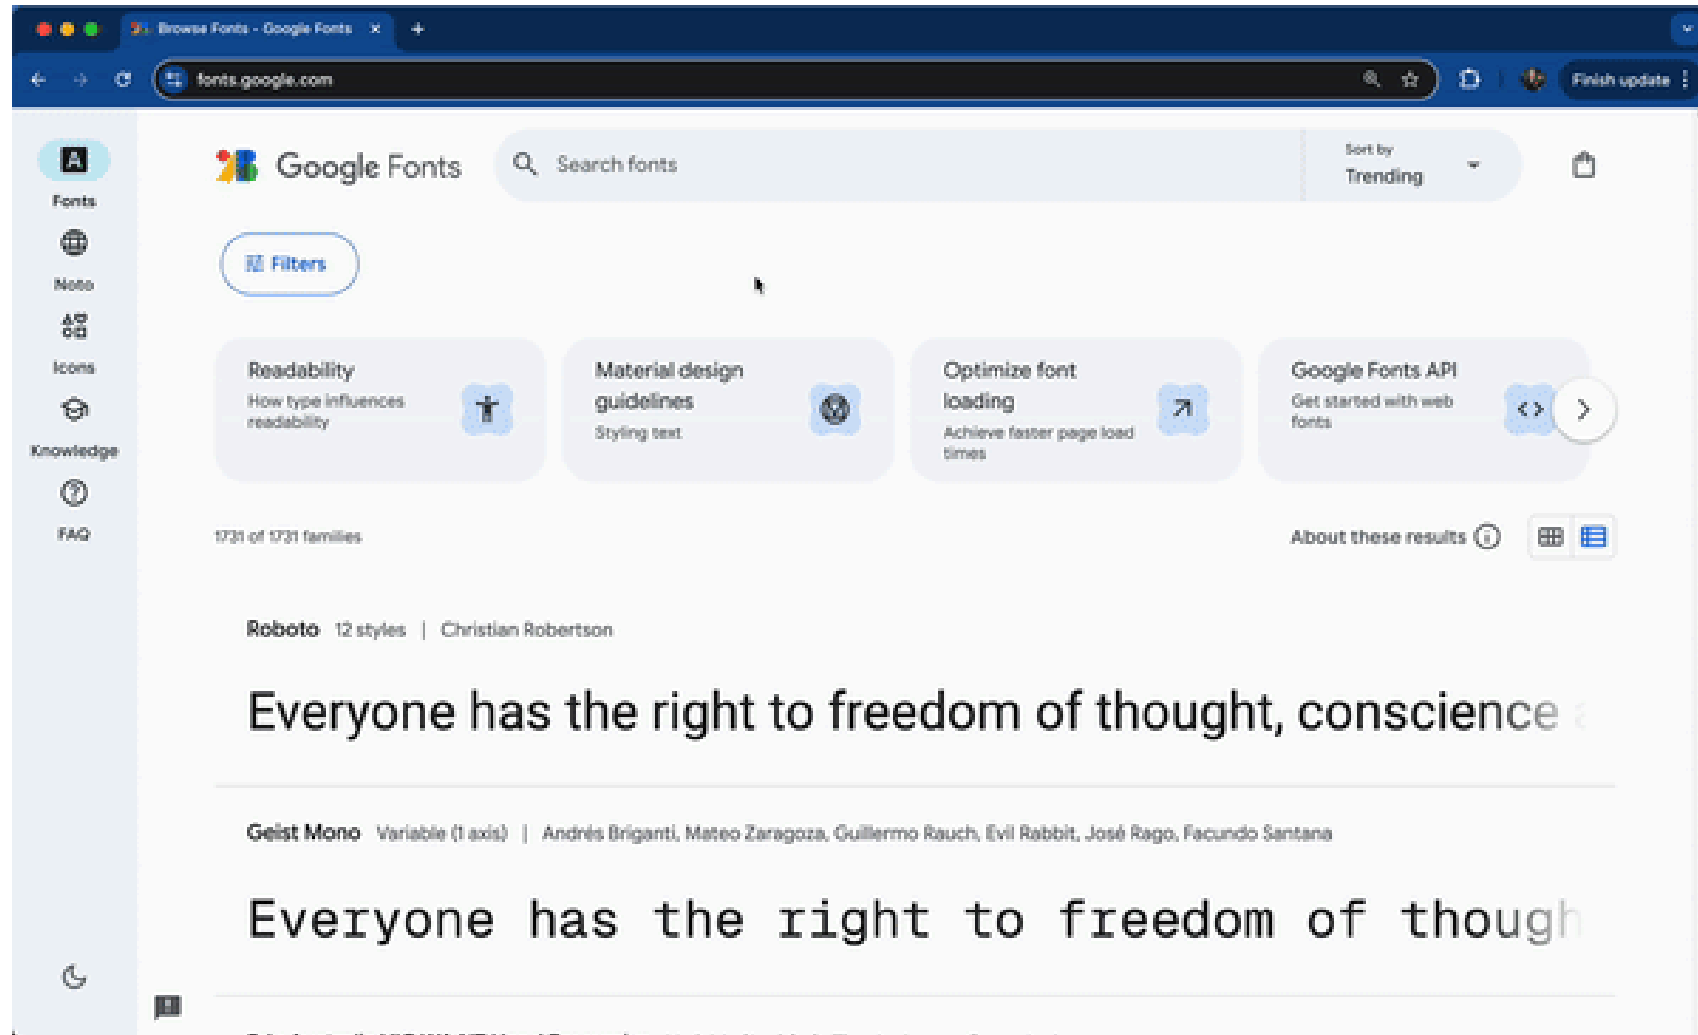 Browse Fonts - Google Fonts
fonts.google.com
Finish update
Fonts
Noto
Icons
Knowledge
FAQ
Google Fonts
Search fonts
Sort by
Trending
Filters
Readability
How type influences
readability
Material design
guidelines
Styling text
Optimize font
loading
Achieve faster page load
times
Google Fonts API
Get started with web
fonts
1731 of 1731 families
About these results
Roboto 12 styles | Christian Robertson
Everyone has the right to freedom of thought, conscience
Geist Mono Variable (1 axis) | Andrés Briganti, Mateo Zaragoza, Guillermo Rauch, Evil Rabbit, José Rago, Facundo Santana
Everyone has the right to freedom of though